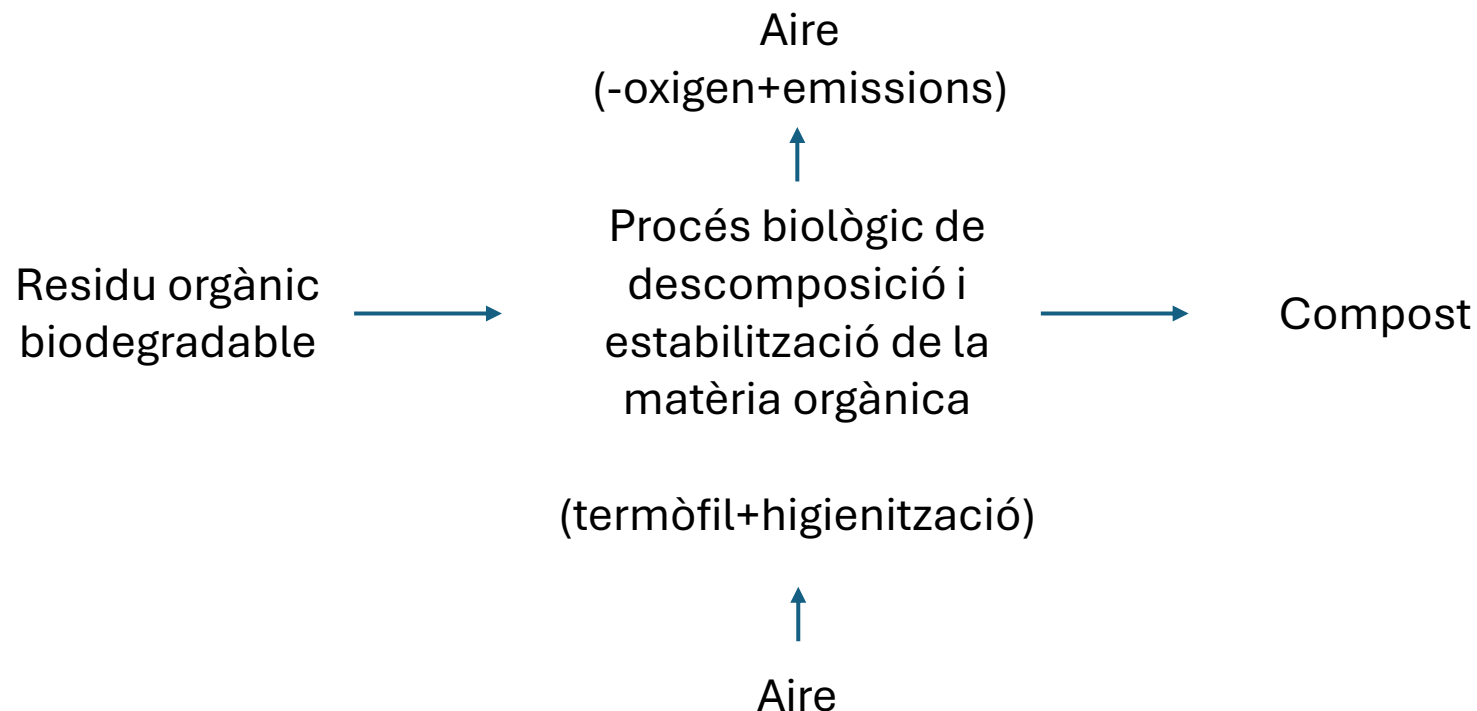 Aire
(-oxigen+emissions)
Residu orgànic
biodegradable
Procés biològic de
descomposició i
estabilització de la
matèria orgànica
(termòfil+higienització)
Compost
Aire